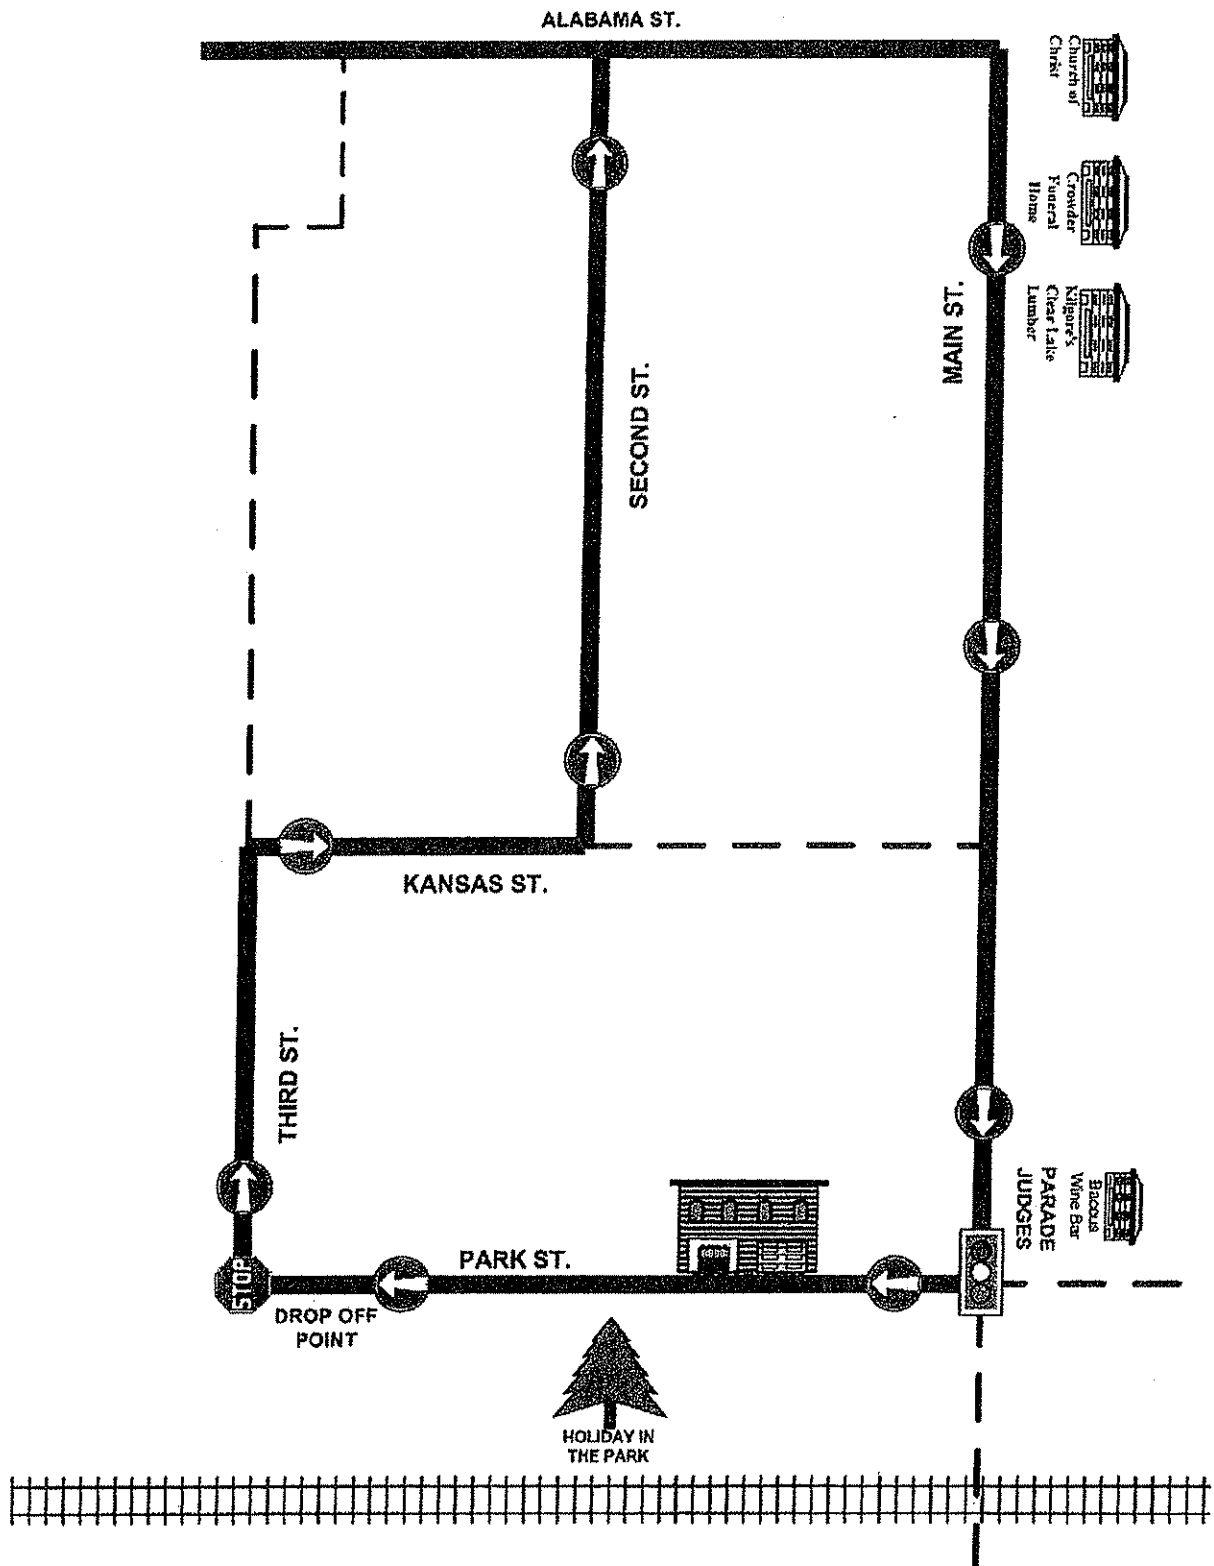 ALABAMA ST.
Church of
Christ
Crowder
Funeral
Home
Kilgore's
Clear Lake
Lumber
MAIN ST.
SECOND ST.
KANSAS ST.
THIRD ST.
Baccus
Wine Bar
PARADE
JUDGES
PARK ST.
STOP
DROP OFF
POINT
HOLIDAY IN
THE PARK